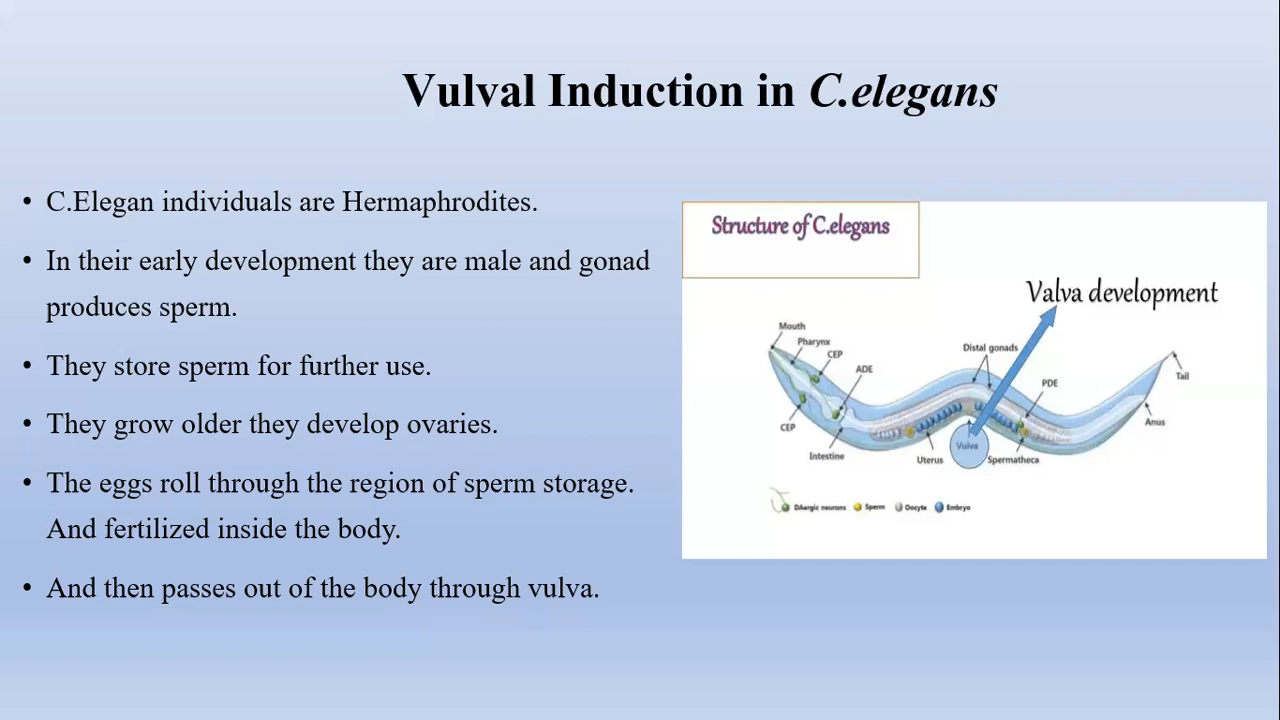 Vulval Induction in C.elegans
• C.Elegan individuals are Hermaphrodites.
• In their early development they are male and gonad
produces sperm.
• They store sperm for further use.
• They grow older they develop ovaries.
• The eggs roll through the region of sperm storage.
And fertilized inside the body.
• And then passes out of the body through vulva.
Structure of C.elegans
Valva development
Mouth
Pharynx
CEP
ADE
Distal gonads
PDE
Tail
CEP
Intestine
Uterus
Vulva
Spermatheca
Anus
DAergic neurons
Sperm
Oocyte
Embryo